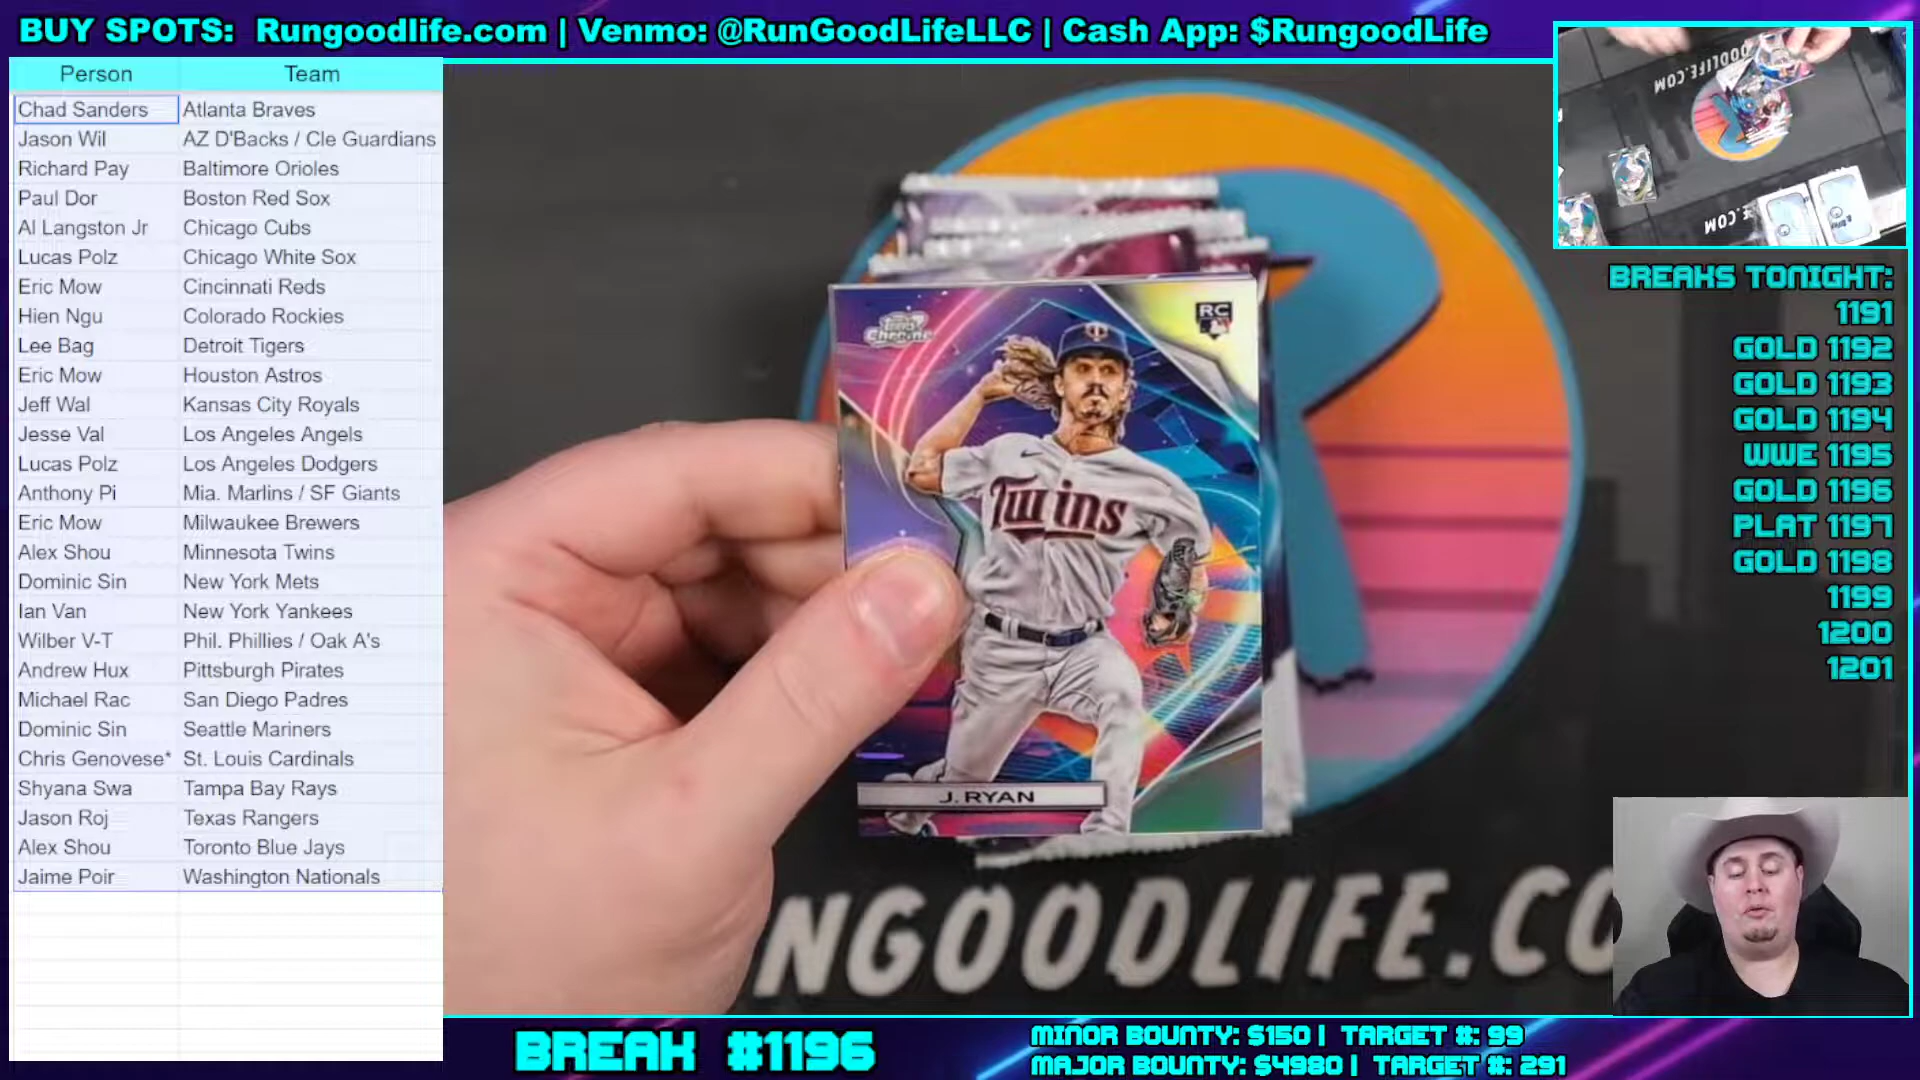 BUY SPOTS: Rungoodlife.com | Venmo: @RunGoodLifeLLC | Cash App: $RungoodLife
Person Team
Chad Sanders Atlanta Braves
Jason Wil AZ D'Backs / Cle Guardians
Richard Pay Baltimore Orioles
Paul Dor Boston Red Sox
Al Langston Jr Chicago Cubs
Lucas Polz Chicago White Sox
Eric Mow Cincinnati Reds
Hien Ngu Colorado Rockies
Lee Bag Detroit Tigers
Eric Mow Houston Astros
Jeff Wal Kansas City Royals
Jesse Val Los Angeles Angels
Lucas Polz Los Angeles Dodgers
Anthony Pi Mia. Marlins / SF Giants
Eric Mow Milwaukee Brewers
Alex Shou Minnesota Twins
Dominic Sin New York Mets
Ian Van New York Yankees
Wilber V-T Phil. Phillies / Oak A's
Andrew Hux Pittsburgh Pirates
Michael Rac San Diego Padres
Dominic Sin Seattle Mariners
Chris Genovese* St. Louis Cardinals
Shyana Swa Tampa Bay Rays
Jason Roj Texas Rangers
Alex Shou Toronto Blue Jays
Jaime Poir Washington Nationals
Topps
Chrome
RC
Twins
J. RYAN
NGOODLIFE.CO
GOODLIFE.COM
.COM
BREAKS TONIGHT:
1191
GOLD 1192
GOLD 1193
GOLD 1194
WWE 1195
GOLD 1196
PLAT 1197
GOLD 1198
1199
1200
1201
BREAK #1196
MINOR BOUNTY: $150 | TARGET #: 99
MAJOR BOUNTY: $4980 | TARGET #: 291